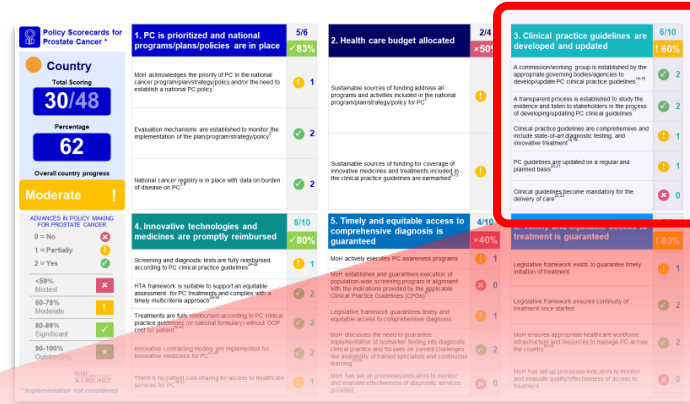 Policy Scorecards for
Prostate Cancer *
Country
Total Scoring
30/48
Percentage
62
Overall country progress
Moderate !
ADVANCES IN POLICY MAKING
FOR PROSTATE CANCER
0 = No
1 = Partially
2 = Yes
<59%
Modest
60-79%
Moderate
80-89%
Significant
90-100%
SCORECARD
* Implementation not considered
1. PC is prioritized and national
programs/plans/policies are in place
5/6
83%
MoH acknowledges the priority of PC in the national
cancer program/plan/strategy/policy and/or the need to
establish a national PC policy
1
Evaluation mechanisms are established to monitor the
implementation of the plan/program/strategy/policy
2
National cancer registry is in place with data on burden
of disease on PC
2
2. Health care budget allocated
2/4
50%
Sustainable sources of funding address all
programs and activities included in the national
program/plan/strategy/policy for PC
Sustainable sources of funding for coverage of
innovative medicines and treatments included in
the clinical practice guidelines are earmarked
3. Clinical practice guidelines are
developed and updated
6/10
! 60%
A commission/working group is established by the
appropriate governing bodies/agencies to
develop/update PC clinical practice guidelines
2
A transparent process is established to study the
evidence and listen to stakeholders in the process
of developing/updating PC clinical guidelines
2
Clinical practice guidelines are comprehensive and
include state-of-art diagnostic testing, and
innovative treatment
1
PC guidelines are updated on a regular and
planned basis
1
Clinical guidelines become mandatory for the
delivery of care
0
4. Innovative technologies and
medicines are promptly reimbursed
8/10
80%
Screening and diagnostic tests are fully reimbursed
according to PC clinical practice guidelines
1
HTA framework is suitable to support an equitable
assessment for PC treatments and complies with a
timely multicriteria approach
2
Treatments are fully reimbursed according to PC clinical
practice guidelines (or national formulary) without OOP
cost for patient
2
Innovative contracting models are implemented for
innovative medicines for PC
2
There is no patient cost-sharing for access to healthcare
services for PC
1
5. Timely and equitable access to
comprehensive diagnosis is
guaranteed
4/10
40%
MoH actively executes PC awareness programs
1
MoH establishes and guarantees execution of
population-wide screening program in alignment
with the indications provided by the applicable
Clinical Practice Guidelines (CPGs)
0
Legislative framework guarantees timely and
equitable access to comprehensive diagnosis
1
MoH discusses the need to guarantee
implementation of biomarker testing into diagnostic
clinical practice and focuses on current challenges
like availability of trained specialists and continuous
learning
2
MoH has set up processes/indicators to monitor
and evaluate effectiveness of diagnostic services
provided
0
treatment is guaranteed
! 63%
Legislative framework exists to guarantee timely
initiation of treatment
1
Legislative framework ensures continuity of
treatment once started
2
MoH ensures appropriate healthcare workforce,
infrastructure and resources to manage PC across
the country
2
MoH has set up processes/indicators to monitor
and evaluate quality/effectiveness of access to
treatment
0